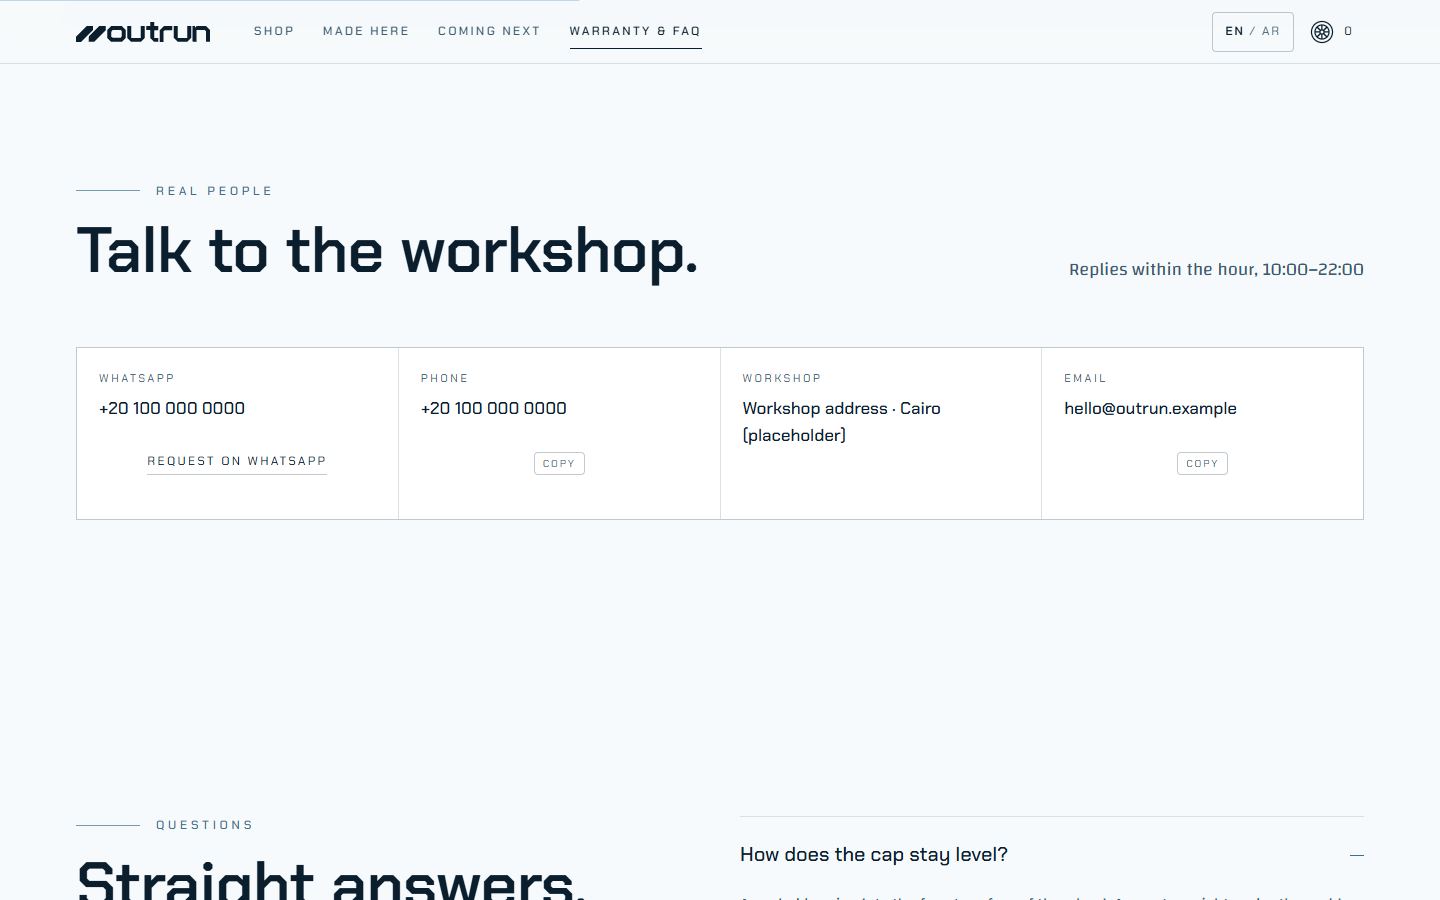 outrun
SHOP
MADE HERE
COMING NEXT
WARRANTY & FAQ
EN / AR
0
REAL PEOPLE
Talk to the workshop.
Replies within the hour, 10:00–22:00
WHATSAPP
+20 100 000 0000
REQUEST ON WHATSAPP
PHONE
+20 100 000 0000
COPY
WORKSHOP
Workshop address · Cairo
(placeholder)
EMAIL
hello@outrun.example
COPY
QUESTIONS
Straight answers.
How does the cap stay level?